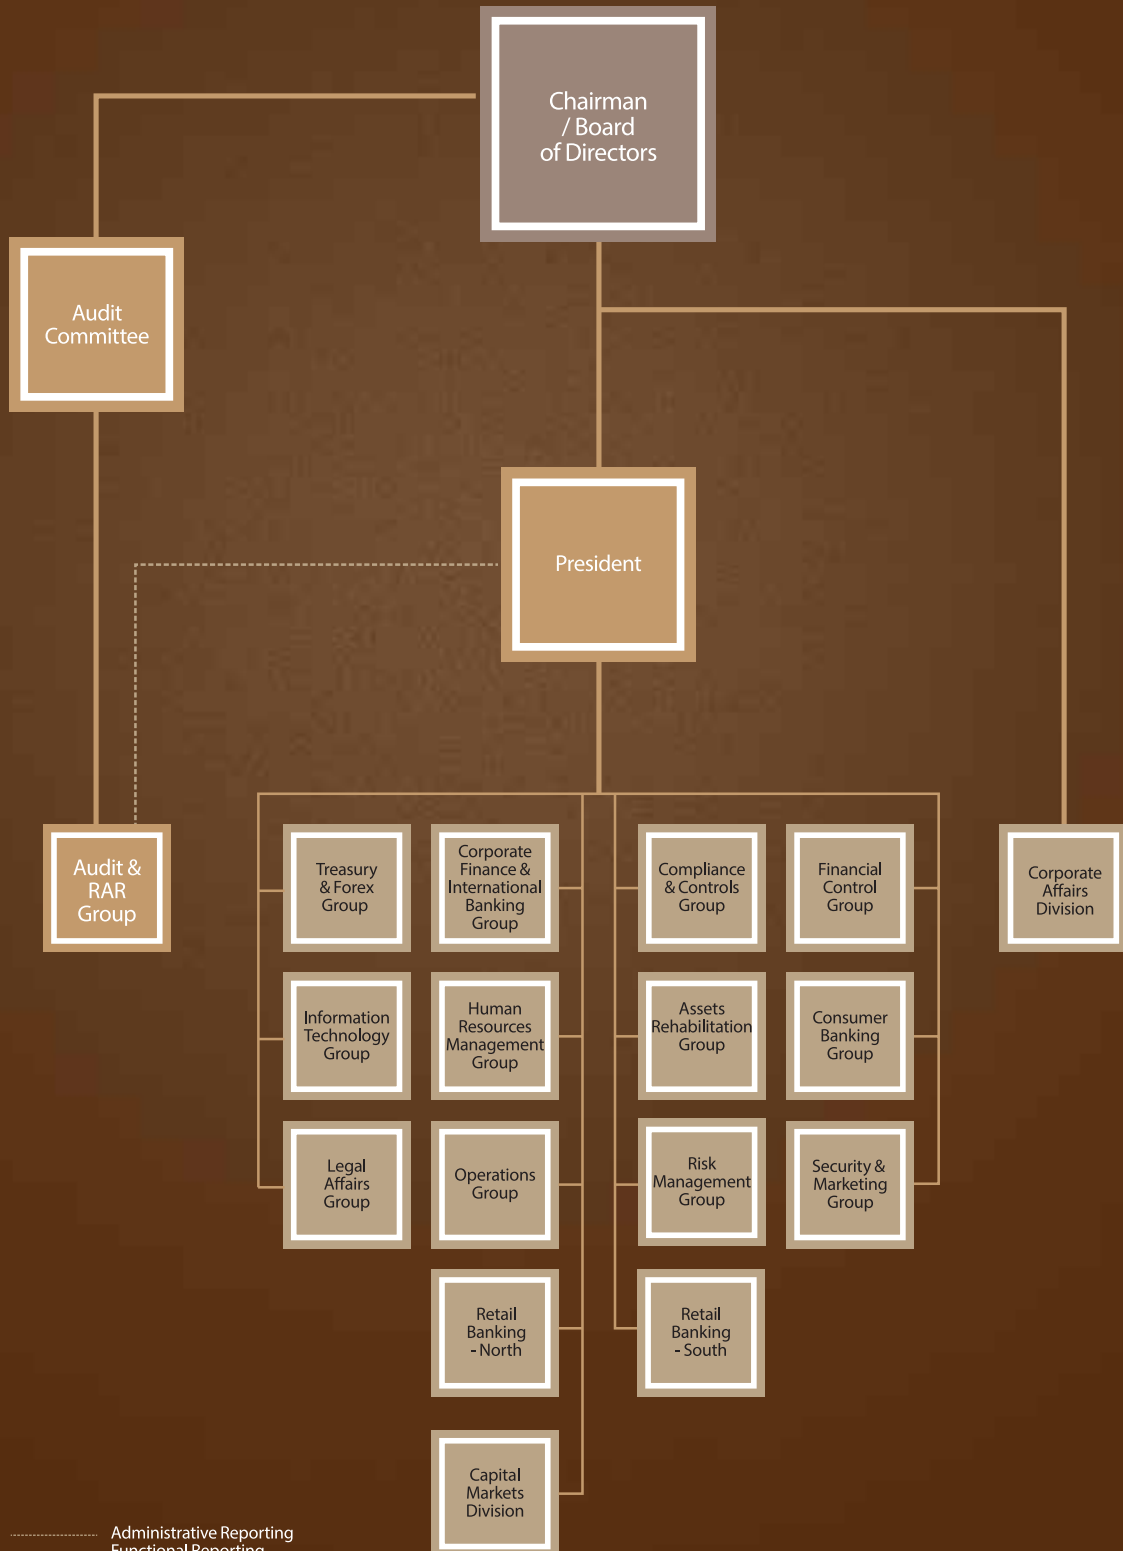 Chairman
/ Board
of Directors
Audit
Committee
President
Audit &
RAR
Group
Treasury
& Forex
Group
Corporate
Finance &
International
Banking
Group
Compliance
& Controls
Group
Financial
Control
Group
Corporate
Affairs
Division
Information
Technology
Group
Human
Resources
Management
Group
Assets
Rehabilitation
Group
Consumer
Banking
Group
Legal
Affairs
Group
Operations
Group
Risk
Management
Group
Security &
Marketing
Group
Retail
Banking
- North
Retail
Banking
- South
Capital
Markets
Division
Administrative Reporting
Functional Reporting